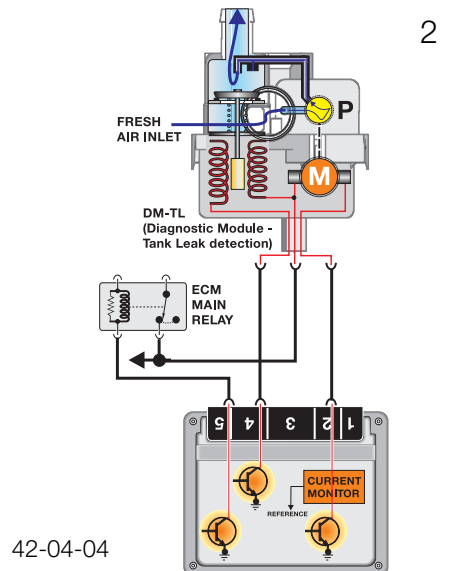 2
P
FRESH
AIR INLET
M
DM-TL
(Diagnostic Module -
Tank Leak detection)
ECM
MAIN
RELAY
5 4 3 2 1
CURRENT
MONITOR
REFERENCE
42-04-04